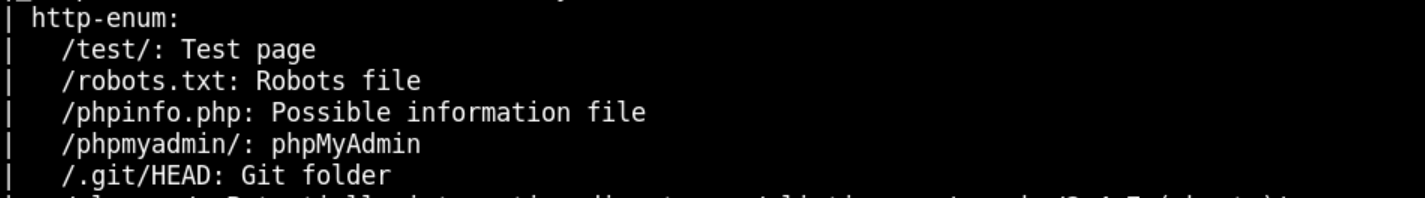 | http-enum:
|   /test/: Test page
|   /robots.txt: Robots file
|   /phpinfo.php: Possible information file
|   /phpmyadmin/: phpMyAdmin
|   /.git/HEAD: Git folder